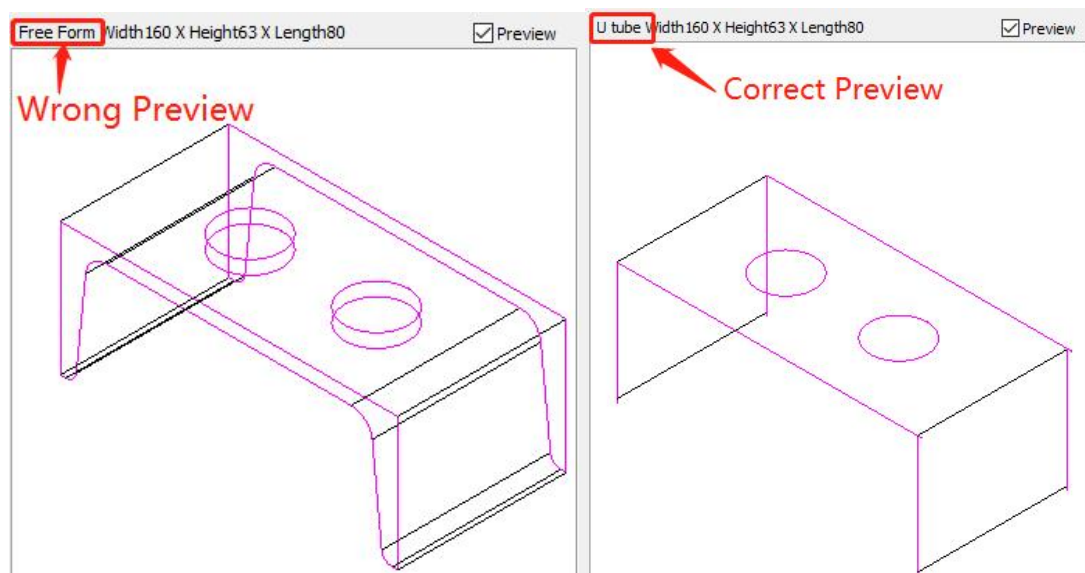 Free Form Width160 X Height63 X Length80
Preview
Wrong Preview
U tube Width160 X Height63 X Length80
Preview
Correct Preview